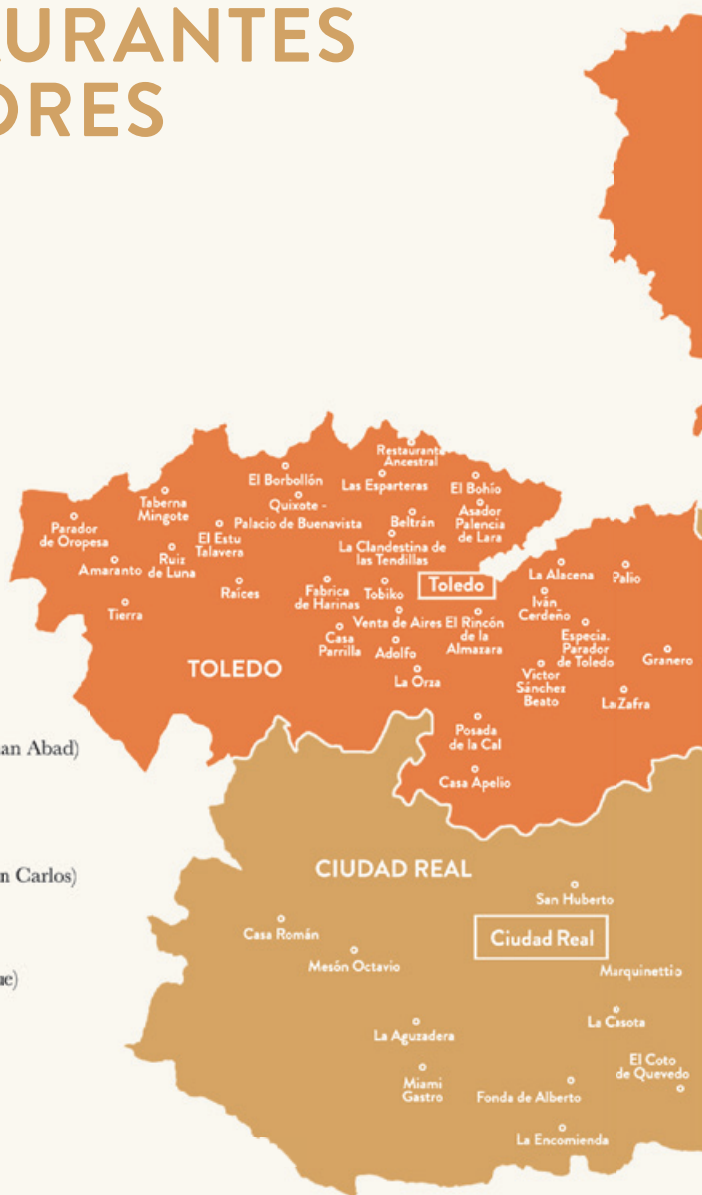 AURANTES
ORES
Restaurante
Ancestral
El Borbollón
Las Esparteras
El Bohío
Taberna
Mingote
Quixote -
Palacio de Buenavista
Beltrán
Asador
Palencia
de Lara
Parador
de Oropesa
El Estu
Talavera
La Clandestina de
las Tendillas
Amaranto
Ruiz
de Luna
Raíces
Fabrica
de Harinas
Tobiko
Toledo
La Alacena
Palio
Tierra
Iván
Cerdeño
Venta de Aires
El Rincón
de la
Almazara
Casa
Parrilla
Adolfo
Especia.
Parador
de Toledo
Granero
TOLEDO
La Orza
Victor
Sánchez
Beato
LaZafra
Posada
de la Cal
an Abad)
Casa Apelio
CIUDAD REAL
n Carlos)
San Huberto
Casa Román
Ciudad Real
Mesón Octavio
Marquinetti
ue)
La Casota
La Aguzadera
El Coto
de Quevedo
Miami
Gastro
Fonda de Alberto
La Encomienda